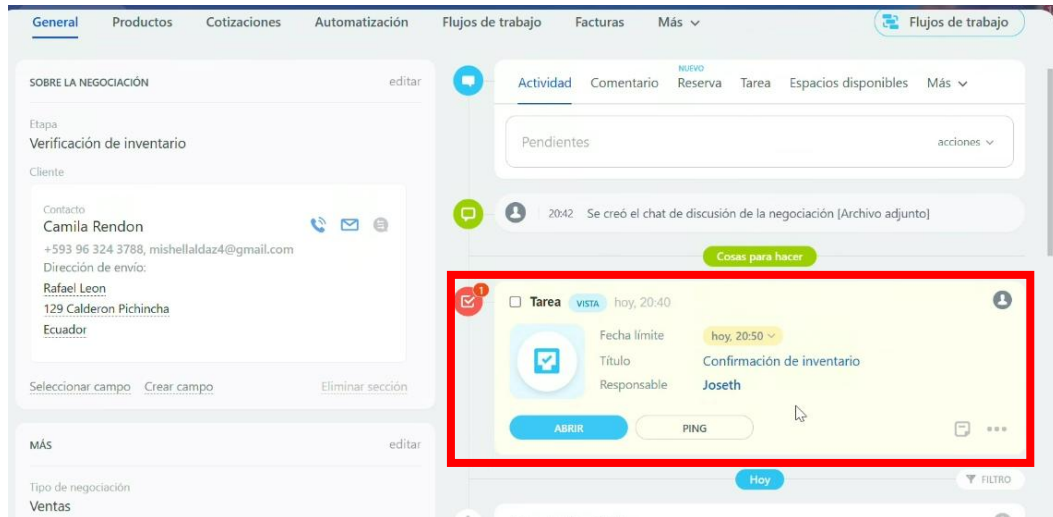 General Productos Cotizaciones Automatización Flujos de trabajo Facturas Más Flujos de trabajo
SOBRE LA NEGOCIACIÓN editar
Etapa
Verificación de inventario
Cliente
Contacto
Camila Rendon
+593 96 324 3788, mishellaldaz4@gmail.com
Dirección de envío:
Rafael Leon
129 Calderon Pichincha
Ecuador
Seleccionar campo Crear campo Eliminar sección
MÁS editar
Tipo de negociación
Ventas
NUEVO
Actividad Comentario Reserva Tarea Espacios disponibles Más
Pendientes acciones
20:42 Se creó el chat de discusión de la negociación [Archivo adjunto]
Cosas para hacer
1
Tarea VISTA hoy, 20:40
Fecha límite hoy, 20:50
Título Confirmación de inventario
Responsable Joseth
ABRIR PING
Hoy FILTRO